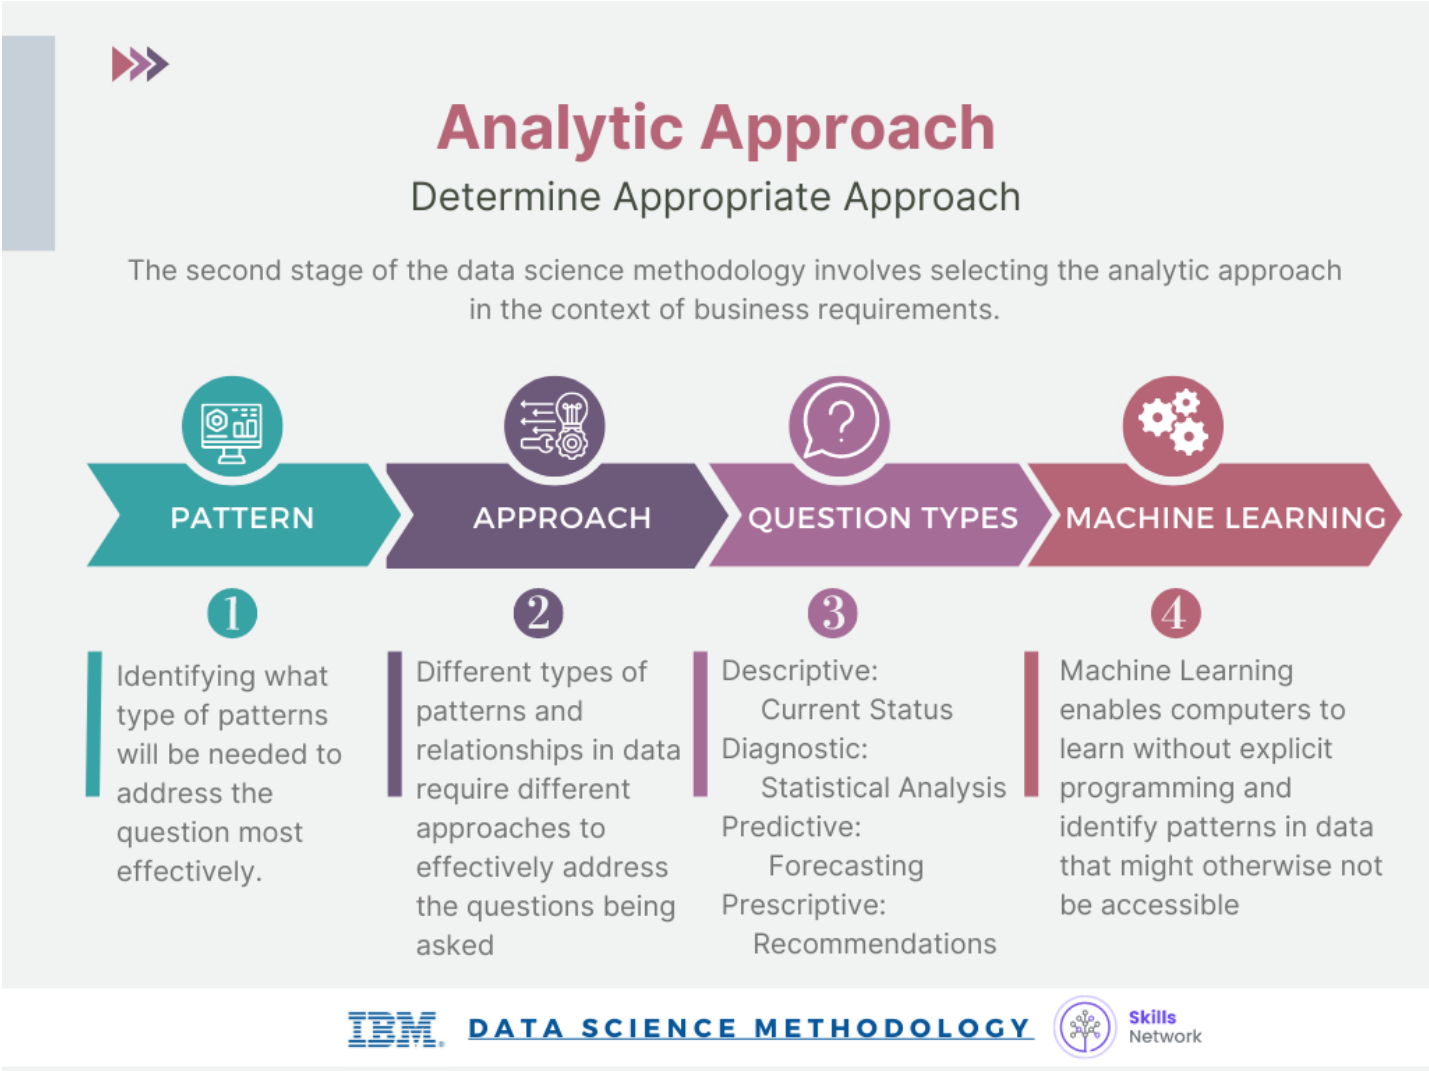 Analytic Approach
Determine Appropriate Approach
The second stage of the data science methodology involves selecting the analytic approach
in the context of business requirements.
PATTERN
APPROACH
QUESTION TYPES
MACHINE LEARNING
1
Identifying what
type of patterns
will be needed to
address the
question most
effectively.
2
Different types of
patterns and
relationships in data
require different
approaches to
effectively address
the questions being
asked
3
Descriptive:
Current Status
Diagnostic:
Statistical Analysis
Predictive:
Forecasting
Prescriptive:
Recommendations
4
Machine Learning
enables computers to
learn without explicit
programming and
identify patterns in data
that might otherwise not
be accessible
IBM® DATA SCIENCE METHODOLOGY
Skills
Network